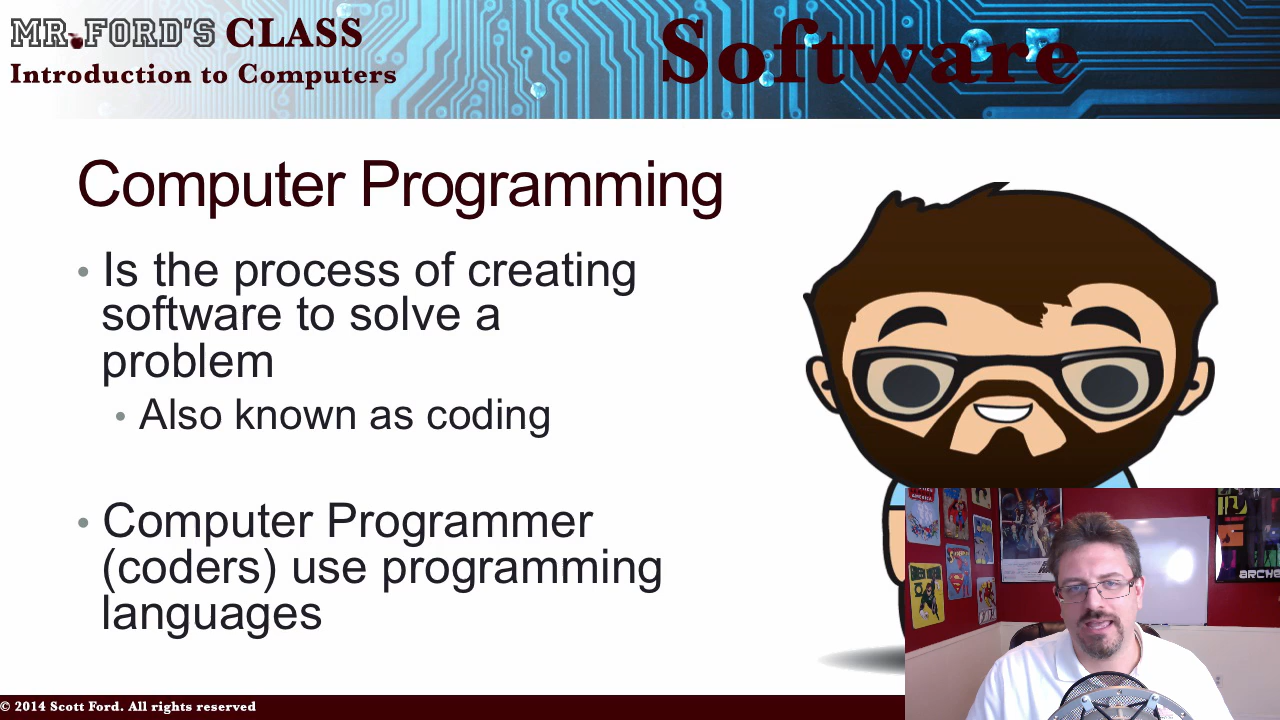 MR. FORD'S CLASS
Introduction to Computers
Software
Computer Programming
• Is the process of creating
software to solve a
problem
• Also known as coding
• Computer Programmer
(coders) use programming
languages
© 2014 Scott Ford. All rights reserved